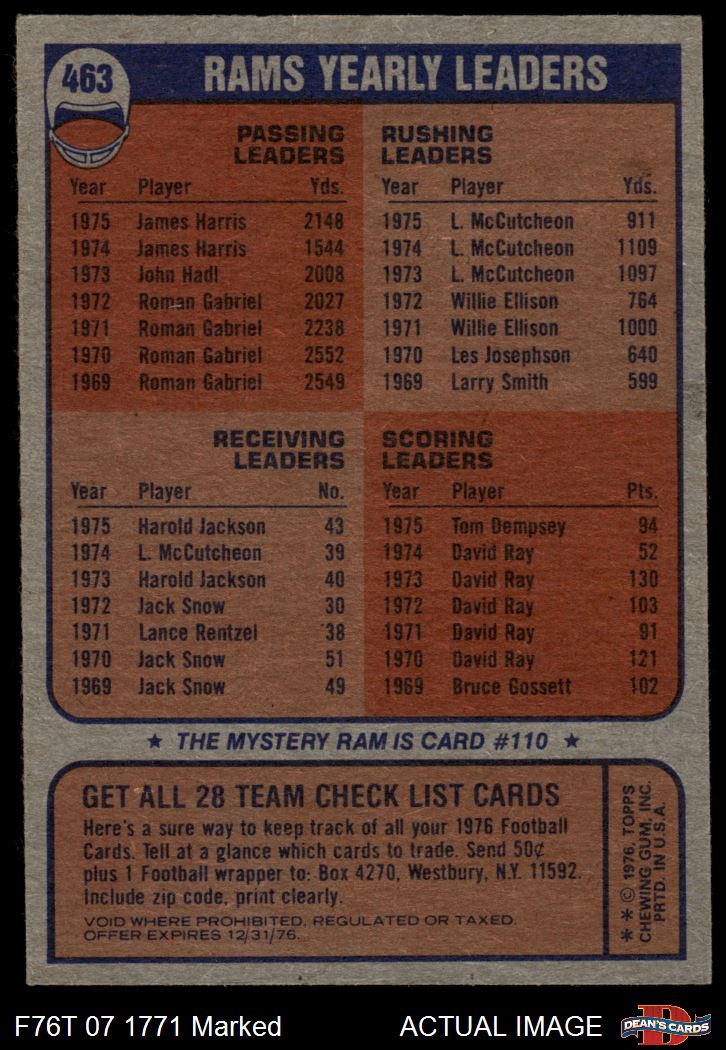 463
RAMS YEARLY LEADERS
PASSING
LEADERS
Year Player Yds.
1975 James Harris 2148
1974 James Harris 1544
1973 John Hadl 2008
1972 Roman Gabriel 2027
1971 Roman Gabriel 2238
1970 Roman Gabriel 2552
1969 Roman Gabriel 2549
RUSHING
LEADERS
Year Player Yds.
1975 L. McCutcheon 911
1974 L. McCutcheon 1109
1973 L. McCutcheon 1097
1972 Willie Ellison 764
1971 Willie Ellison 1000
1970 Les Josephson 640
1969 Larry Smith 599
RECEIVING
LEADERS
Year Player No.
1975 Harold Jackson 43
1974 L. McCutcheon 39
1973 Harold Jackson 40
1972 Jack Snow 30
1971 Lance Rentzel 38
1970 Jack Snow 51
1969 Jack Snow 49
SCORING
LEADERS
Year Player Pts.
1975 Tom Dempsey 94
1974 David Ray 52
1973 David Ray 130
1972 David Ray 103
1971 David Ray 91
1970 David Ray 121
1969 Bruce Gossett 102
★ THE MYSTERY RAM IS CARD #110 ★
GET ALL 28 TEAM CHECK LIST CARDS
Here's a sure way to keep track of all your 1976 Football
Cards. Tell at a glance which cards to trade. Send 50¢
plus 1 Football wrapper to: Box 4270, Westbury, N.Y. 11592.
Include zip code, print clearly.
VOID WHERE PROHIBITED, REGULATED OR TAXED.
OFFER EXPIRES 12/31/76.
** © 1976, TOPPS
CHEWING GUM, INC.
PRTD. IN U.S.A.
F76T 07 1771 Marked
ACTUAL IMAGE
D
DEAN'S CARDS